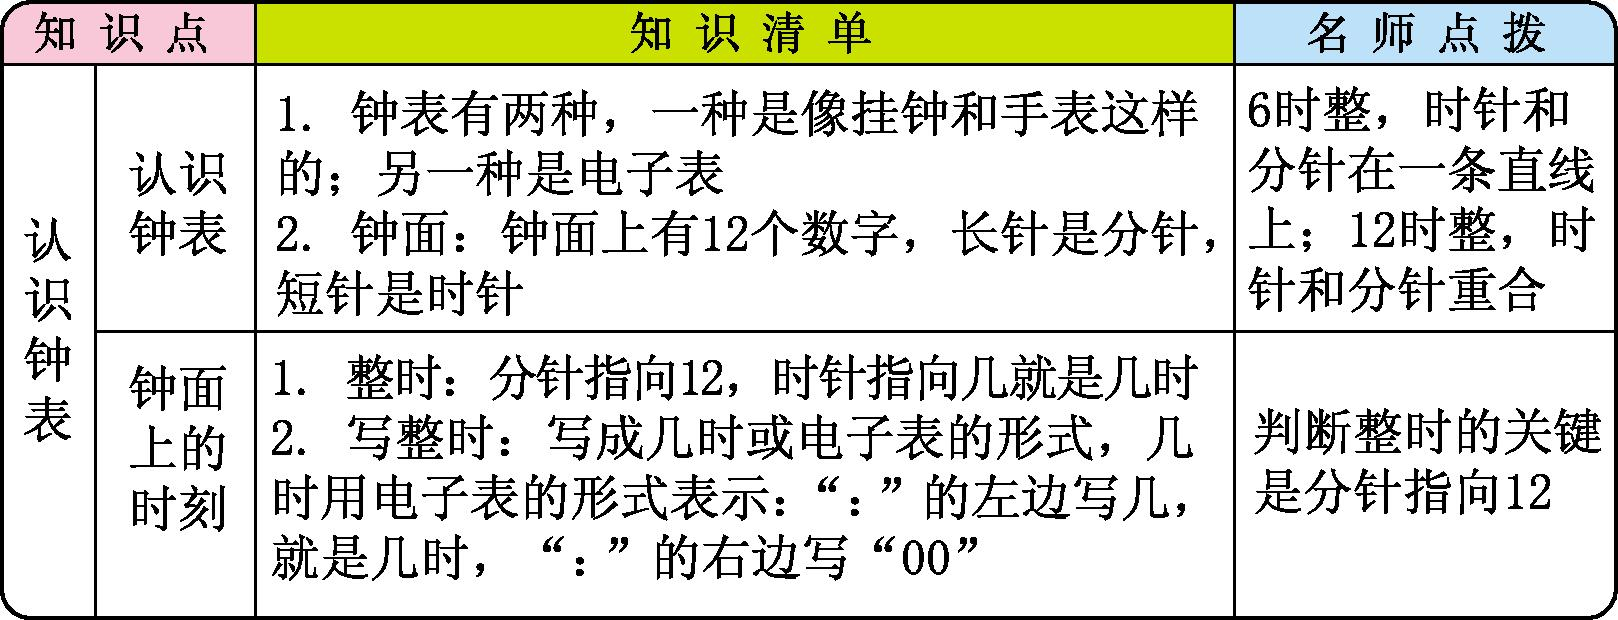 知识点
知识清单
名师点拨
认识钟表
认识
钟表
1. 钟表有两种，一种是像挂钟和手表这样
的；另一种是电子表
2. 钟面：钟面上有12个数字，长针是分针，
短针是时针
6时整，时针和
分针在一条直线
上；12时整，时
针和分针重合
钟面
上的
时刻
1. 整时：分针指向12，时针指向几就是几时
2. 写整时：写成几时或电子表的形式，几
时用电子表的形式表示：“：”的左边写几，
就是几时，“：”的右边写“00”
判断整时的关键
是分针指向12